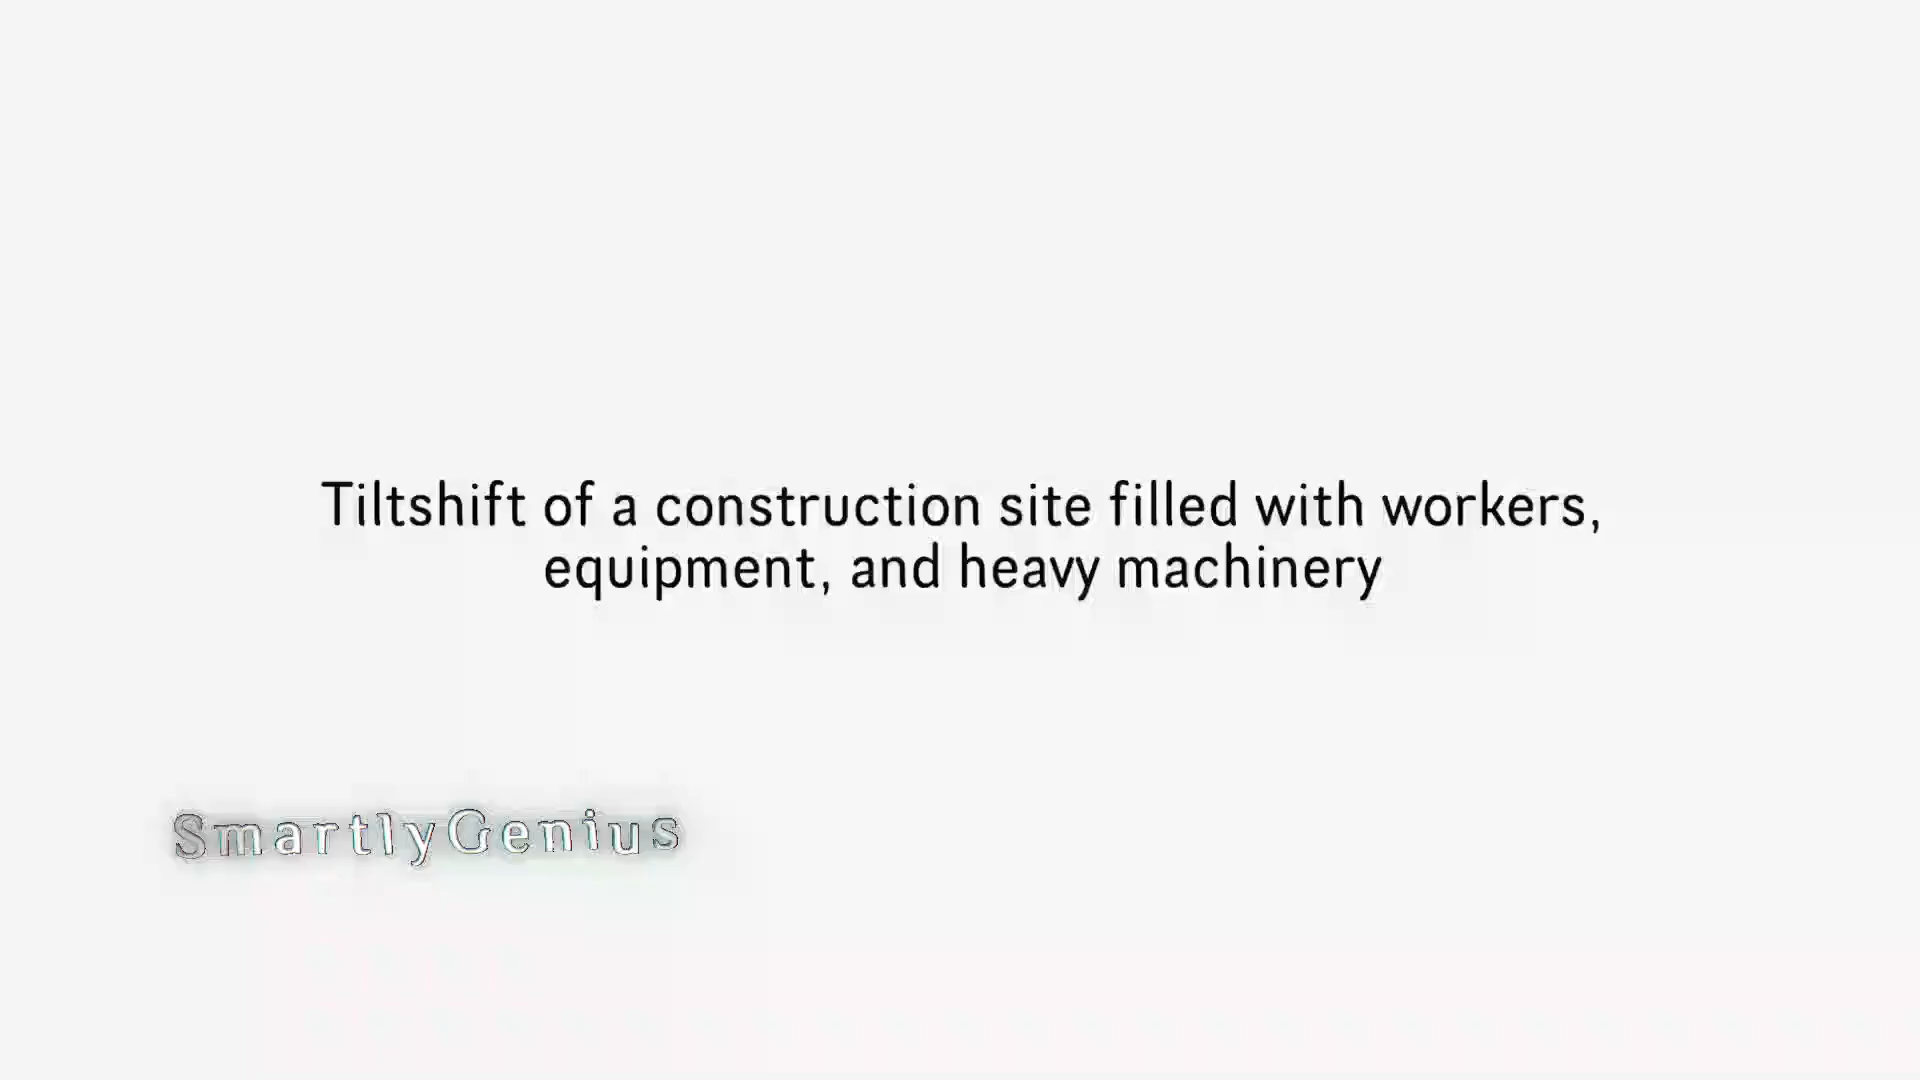 Tiltshift of a construction site filled with workers,
equipment, and heavy machinery
SmartlyGenius